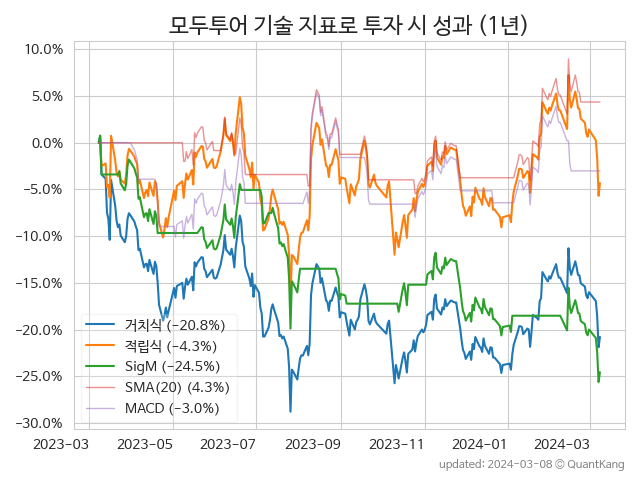 모두투어 기술 지표로 투자 시 성과 (1년)
10.0%
5.0%
0.0%
−5.0%
−10.0%
−15.0%
−20.0%
−25.0%
−30.0%
거치식 (−20.8%)
적립식 (−4.3%)
SigM (−24.5%)
SMA(20) (4.3%)
MACD (−3.0%)
2023-03 2023-05 2023-07 2023-09 2023-11 2024-01 2024-03
updated: 2024-03-08 ⓒ QuantKang